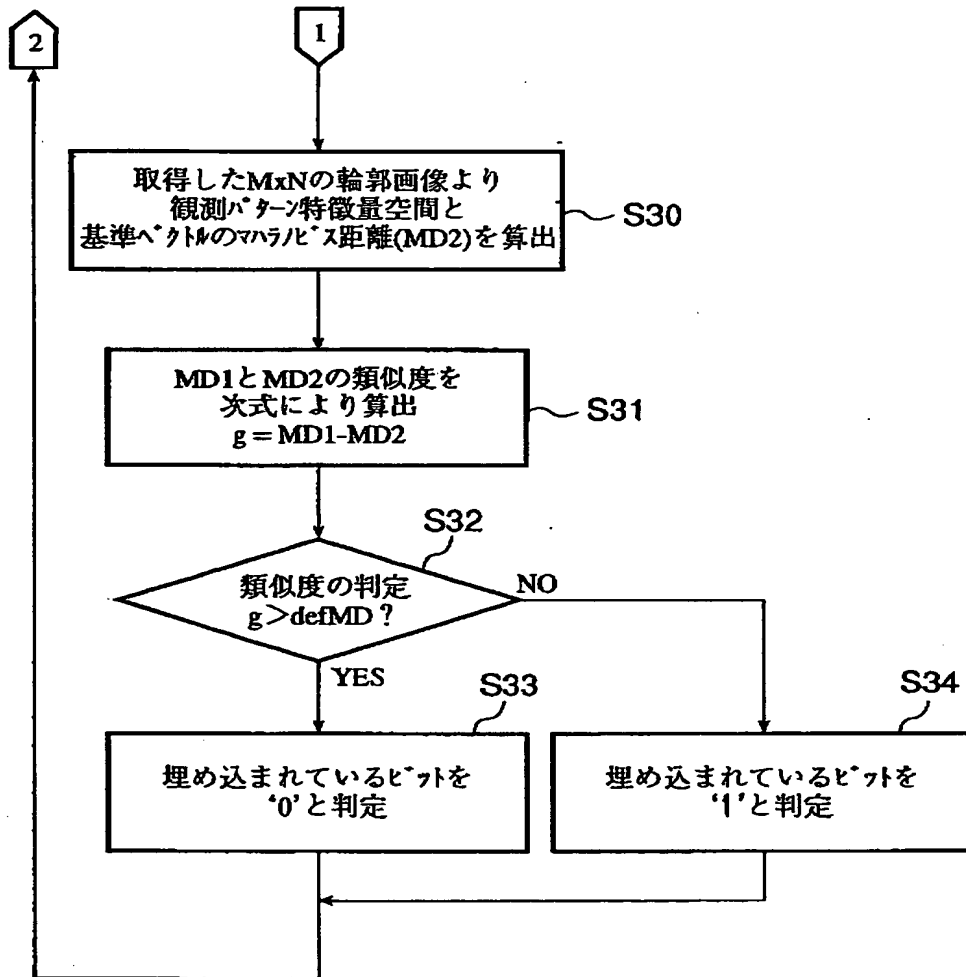 2
1
取得したMxNの輪郭画像より
観測ﾊﾟﾀｰﾝ特徴量空間と
基準ﾍﾞｸﾄﾙのﾏﾊﾗﾉﾋﾞｽ距離(MD2)を算出
S30
MD1とMD2の類似度を
次式により算出
g＝MD1-MD2
S31
S32
類似度の判定
g＞defMD？
NO
YES
S33
S34
埋め込まれているﾋﾞｯﾄを
‘0’と判定
埋め込まれているﾋﾞｯﾄを
‘1’と判定